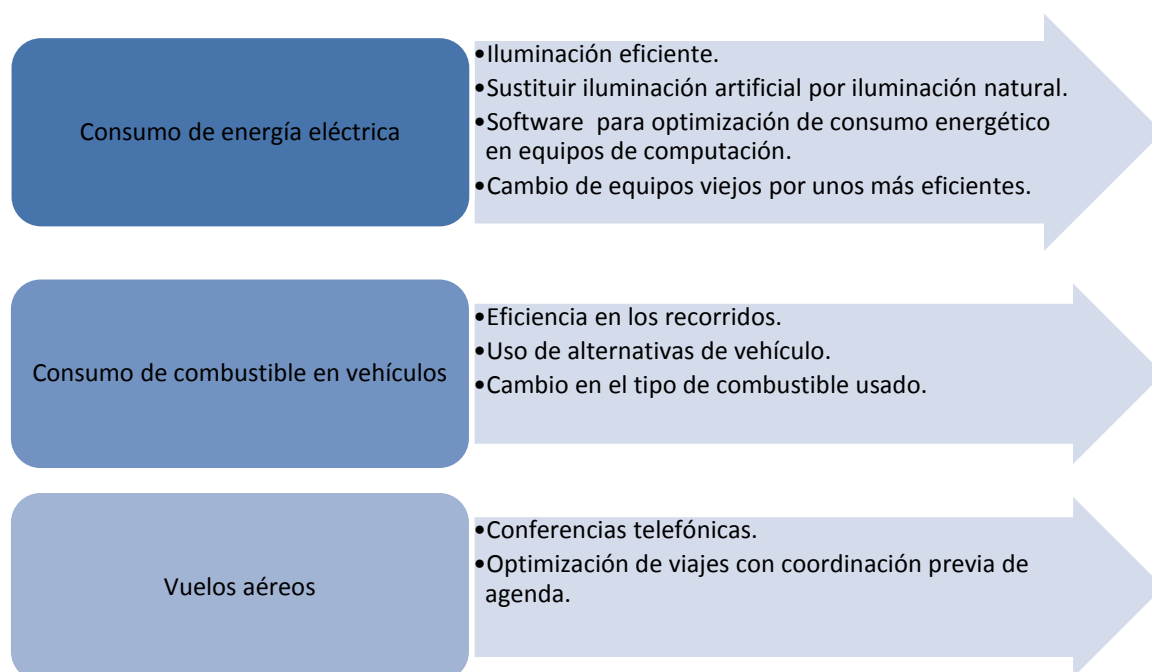 Consumo de energía eléctrica
•Iluminación eficiente.
•Sustituir iluminación artificial por iluminación natural.
•Software  para optimización de consumo energético
en equipos de computación.
•Cambio de equipos viejos por unos más eficientes.
Consumo de combustible en vehículos
•Eficiencia en los recorridos.
•Uso de alternativas de vehículo.
•Cambio en el tipo de combustible usado.
Vuelos aéreos
•Conferencias telefónicas.
•Optimización de viajes con coordinación previa de
agenda.